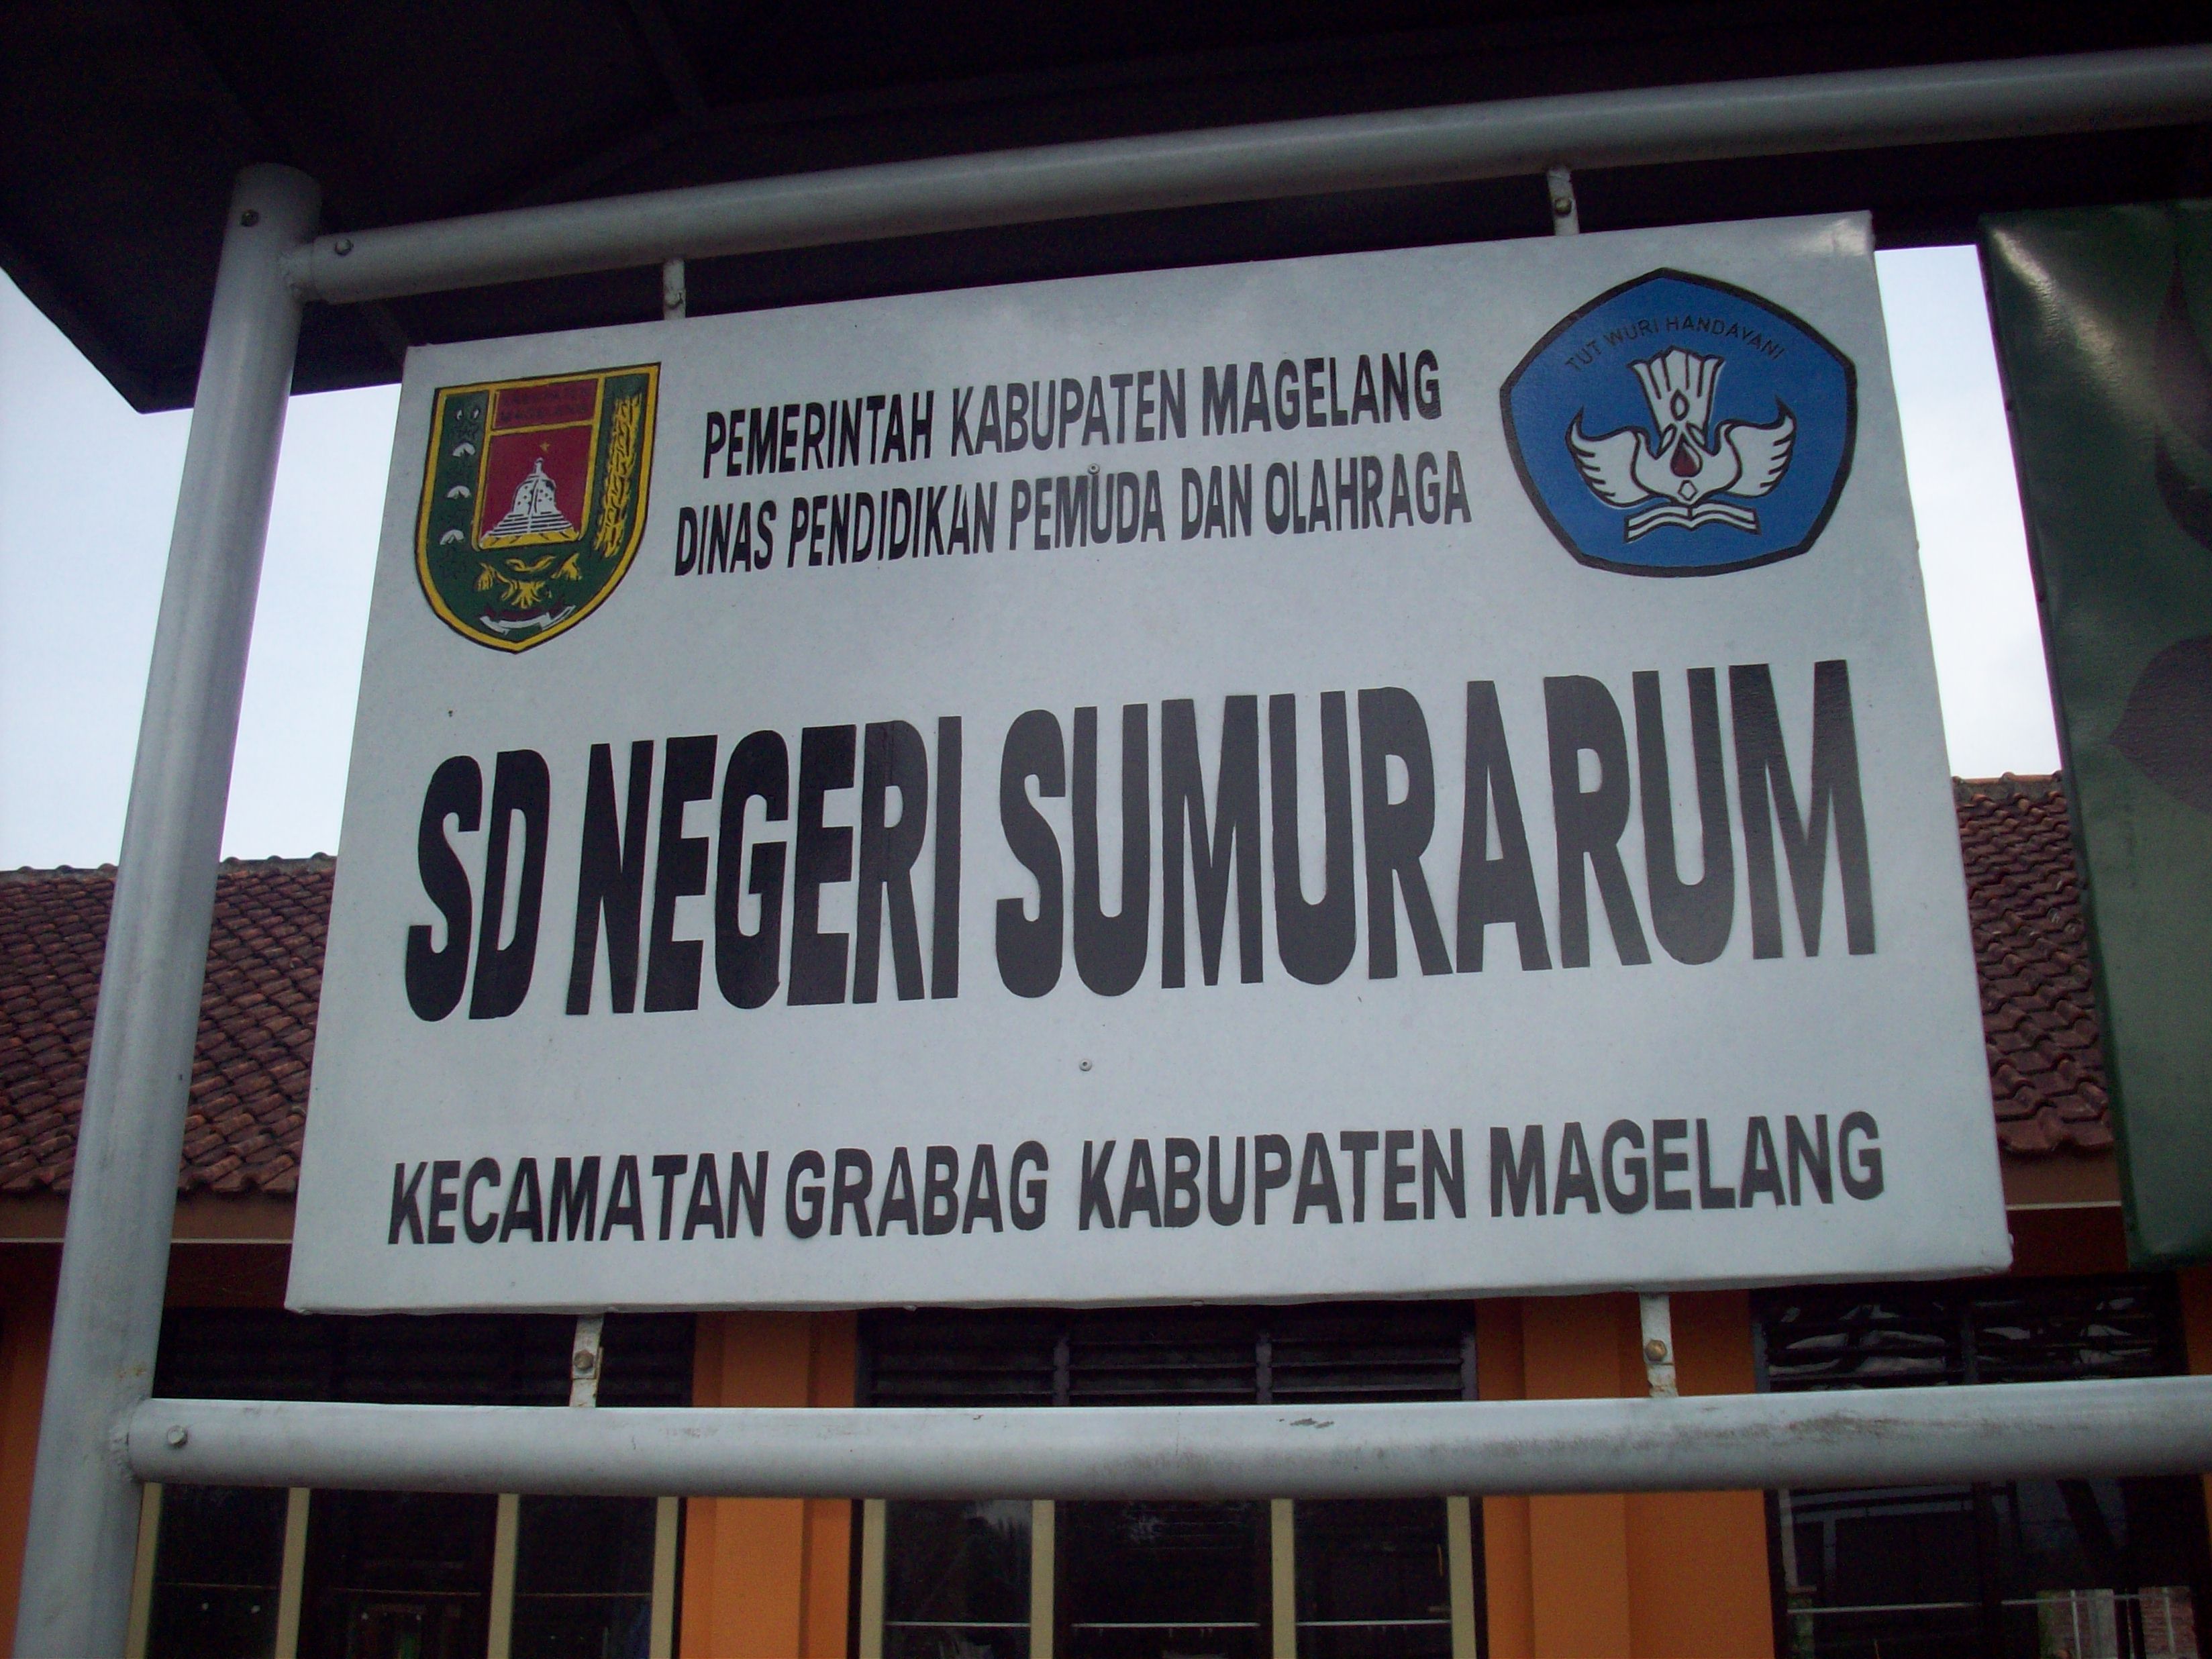 PEMERINTAH KABUPATEN MAGELANG
DINAS PENDIDIKAN PEMUDA DAN OLAHRAGA
TUT WURI HANDAYANI
SD NEGERI SUMURARUM
KECAMATAN GRABAG KABUPATEN MAGELANG